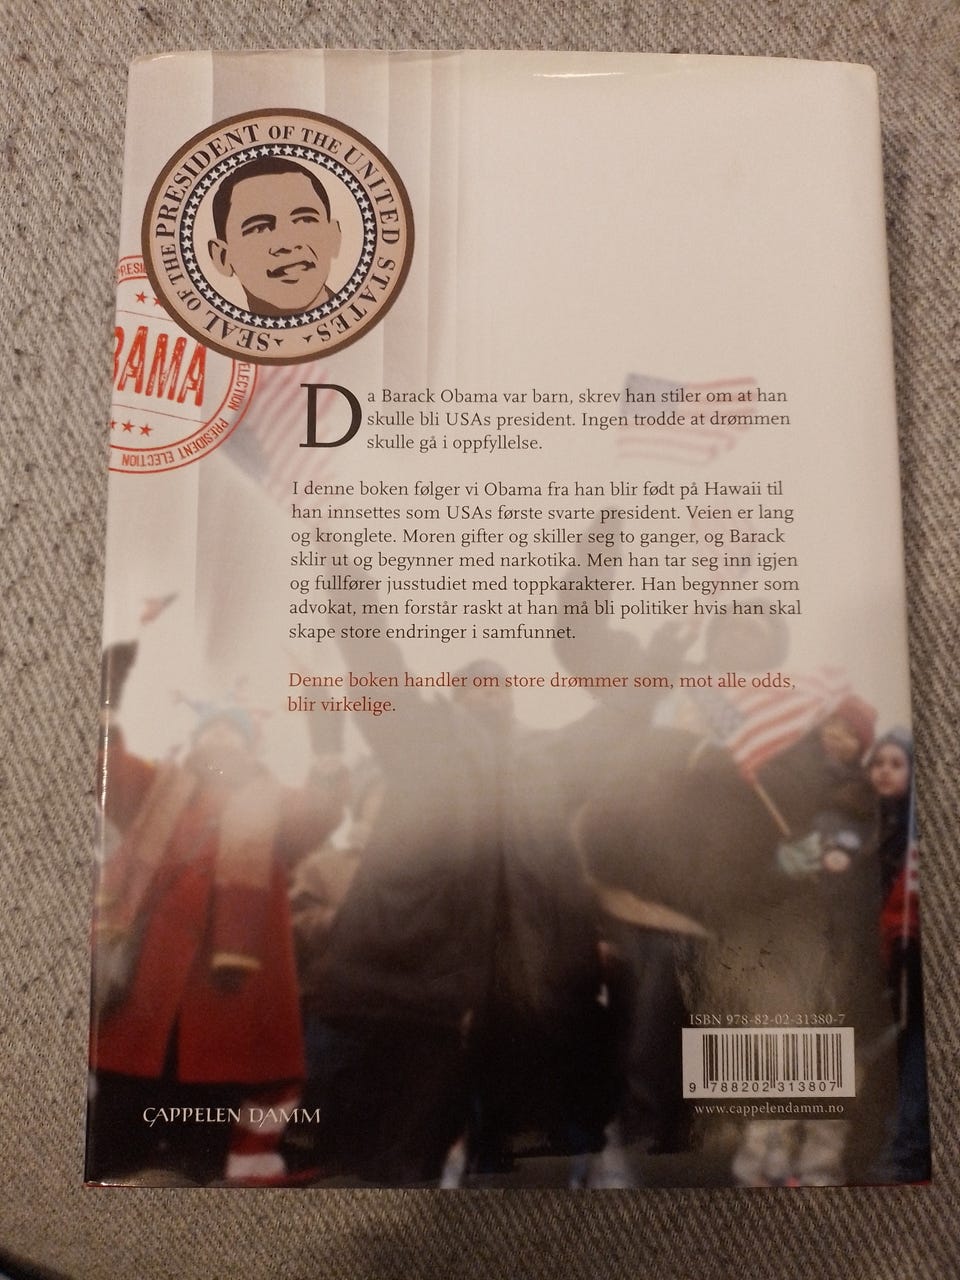 SEAL OF THE PRESIDENT OF THE UNITED STATES
PRESI
BAMA
ELECTION PRESIDENT ELECTION
Da Barack Obama var barn, skrev han stiler om at han
skulle bli USAs president. Ingen trodde at drømmen
skulle gå i oppfyllelse.
I denne boken følger vi Obama fra han blir født på Hawaii til
han innsettes som USAs første svarte president. Veien er lang
og kronglete. Moren gifter og skiller seg to ganger, og Barack
sklir ut og begynner med narkotika. Men han tar seg inn igjen
og fullfører jusstudiet med toppkarakterer. Han begynner som
advokat, men forstår raskt at han må bli politiker hvis han skal
skape store endringer i samfunnet.
Denne boken handler om store drømmer som, mot alle odds,
blir virkelige.
ISBN 978-82-02-31380-7
9 788202 313807
www.cappelendamm.no
CAPPELEN DAMM